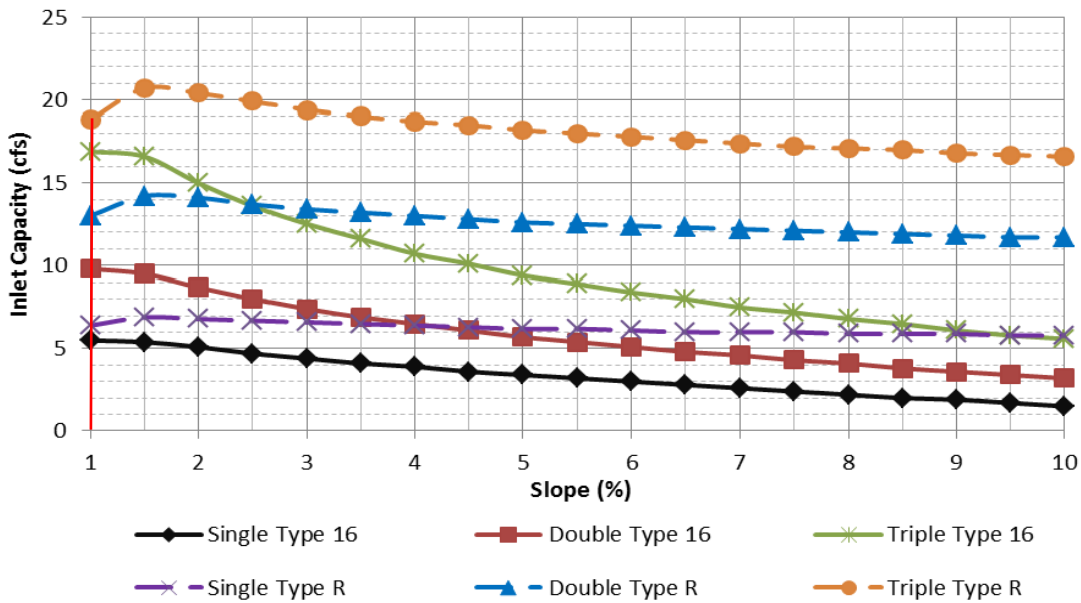 25
20
15
10
5
0
Inlet Capacity (cfs)
1 2 3 4 5 6 7 8 9 10
Slope (%)
Single Type 16 Double Type 16 Triple Type 16
Single Type R Double Type R Triple Type R